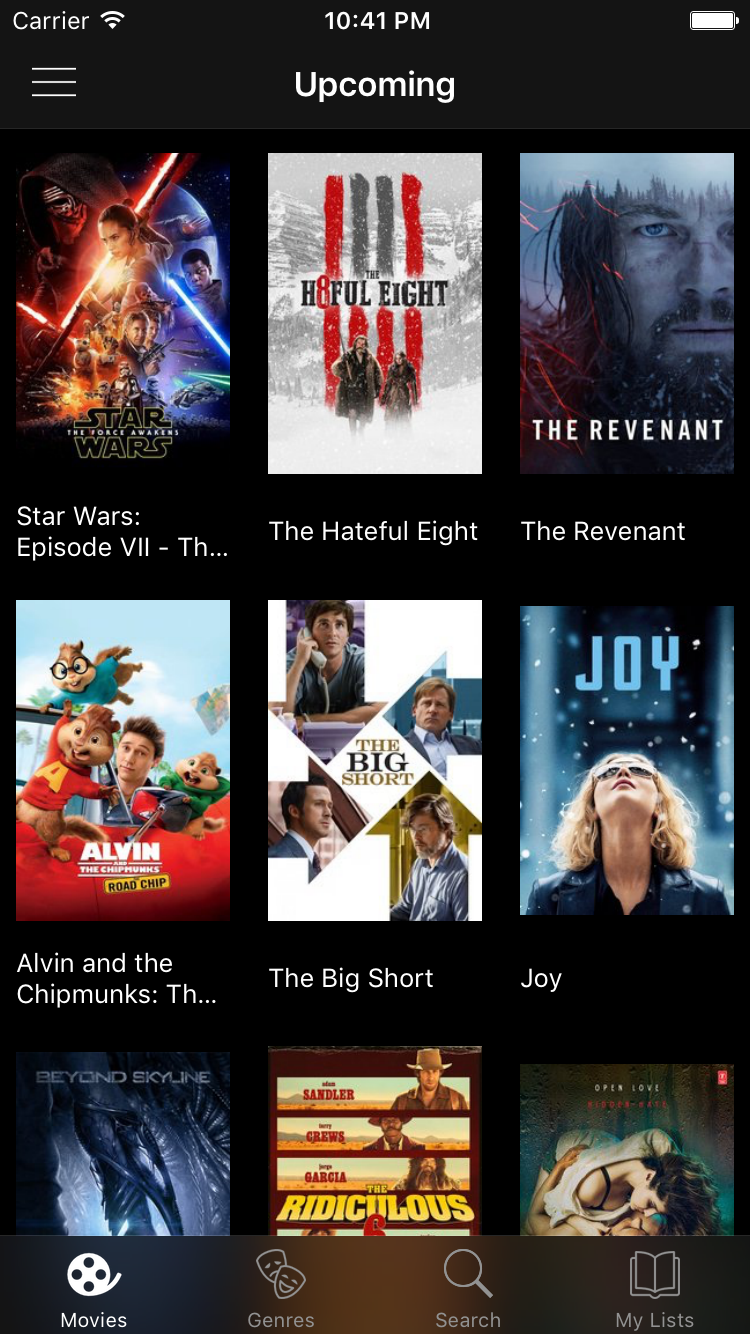 Carrier
10:41 PM
Upcoming
THE
H8FUL EIGHT
THE REVENANT
STAR
THE FORCE AWAKENS
WARS
Star Wars:
Episode VII - Th...
The Hateful Eight
The Revenant
JOY
THE
BIG
SHORT
A
ALVIN
AND
THE CHIPMUNKS
ROAD CHIP
Alvin and the
Chipmunks: Th...
The Big Short
Joy
BEYOND SKYLINE
adam
SANDLER
terry
CREWS
jorge
GARCIA
THE
RIDICULOUS
6
OPEN LOVE
HIDDEN HATE
T
Movies
Genres
Search
My Lists